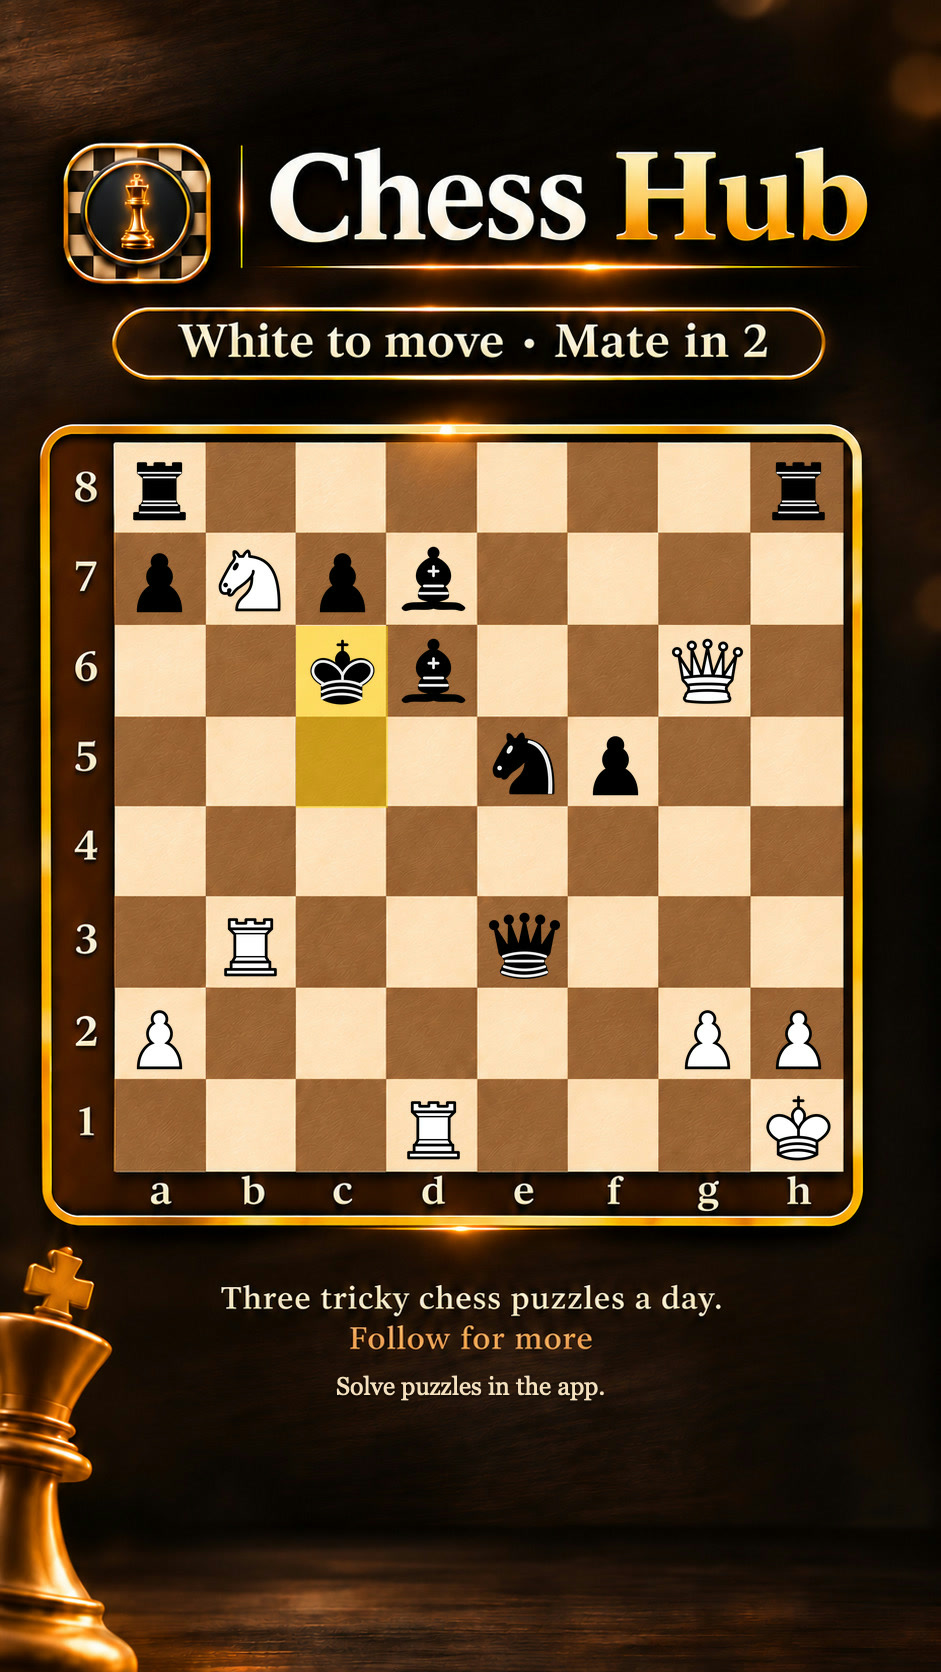 Chess Hub
White to move • Mate in 2
8
7
6
5
4
3
2
1
a b c d e f g h
Three tricky chess puzzles a day.
Follow for more
Solve puzzles in the app.